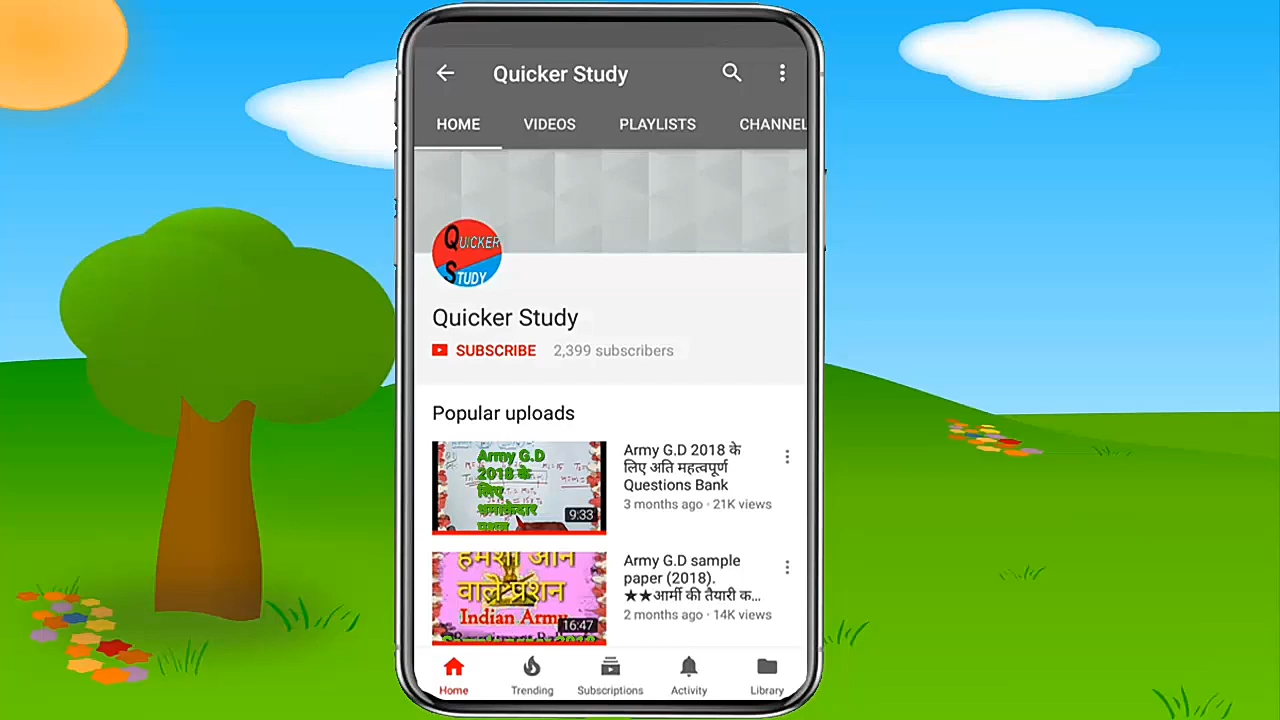 Quicker Study
HOME VIDEOS PLAYLISTS CHANNEL
QUICKER
STUDY
Quicker Study
SUBSCRIBE 2,399 subscribers
Popular uploads
Army G.D
2018 के
लिए
9:33
Army G.D 2018 के
लिए अति महत्वपूर्ण
Questions Bank
3 months ago · 21K views
हमेशा आने
वाले प्रशन
Indian Army
16:47
Army G.D sample
paper (2018).
★★आर्मी की तैयारी क...
2 months ago · 14K views
Home Trending Subscriptions Activity Library